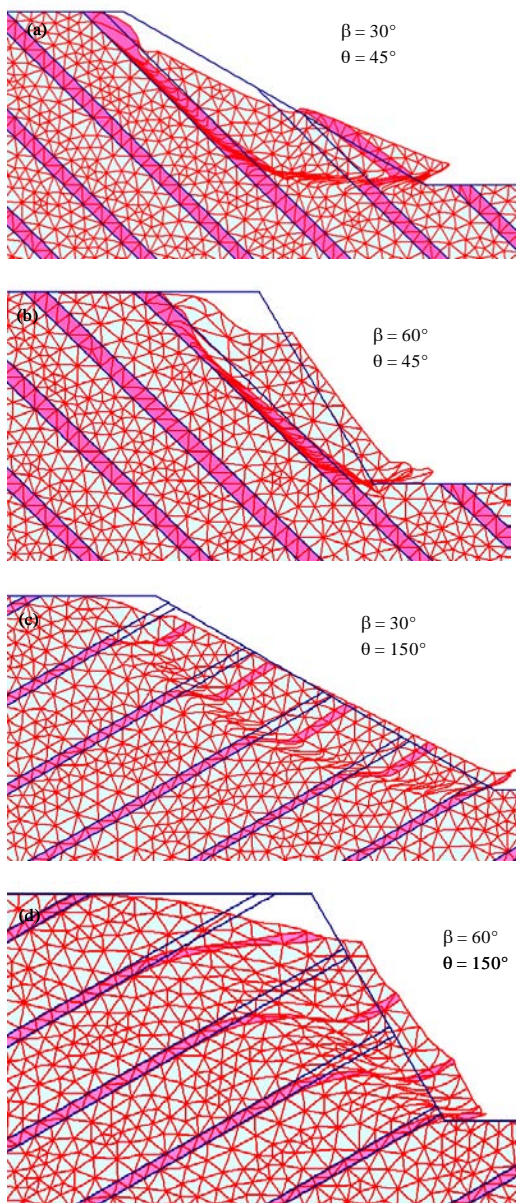 (a)
β = 30°
θ = 45°
(b)
β = 60°
θ = 45°
(c)
β = 30°
θ = 150°
(d)
β = 60°
θ = 150°